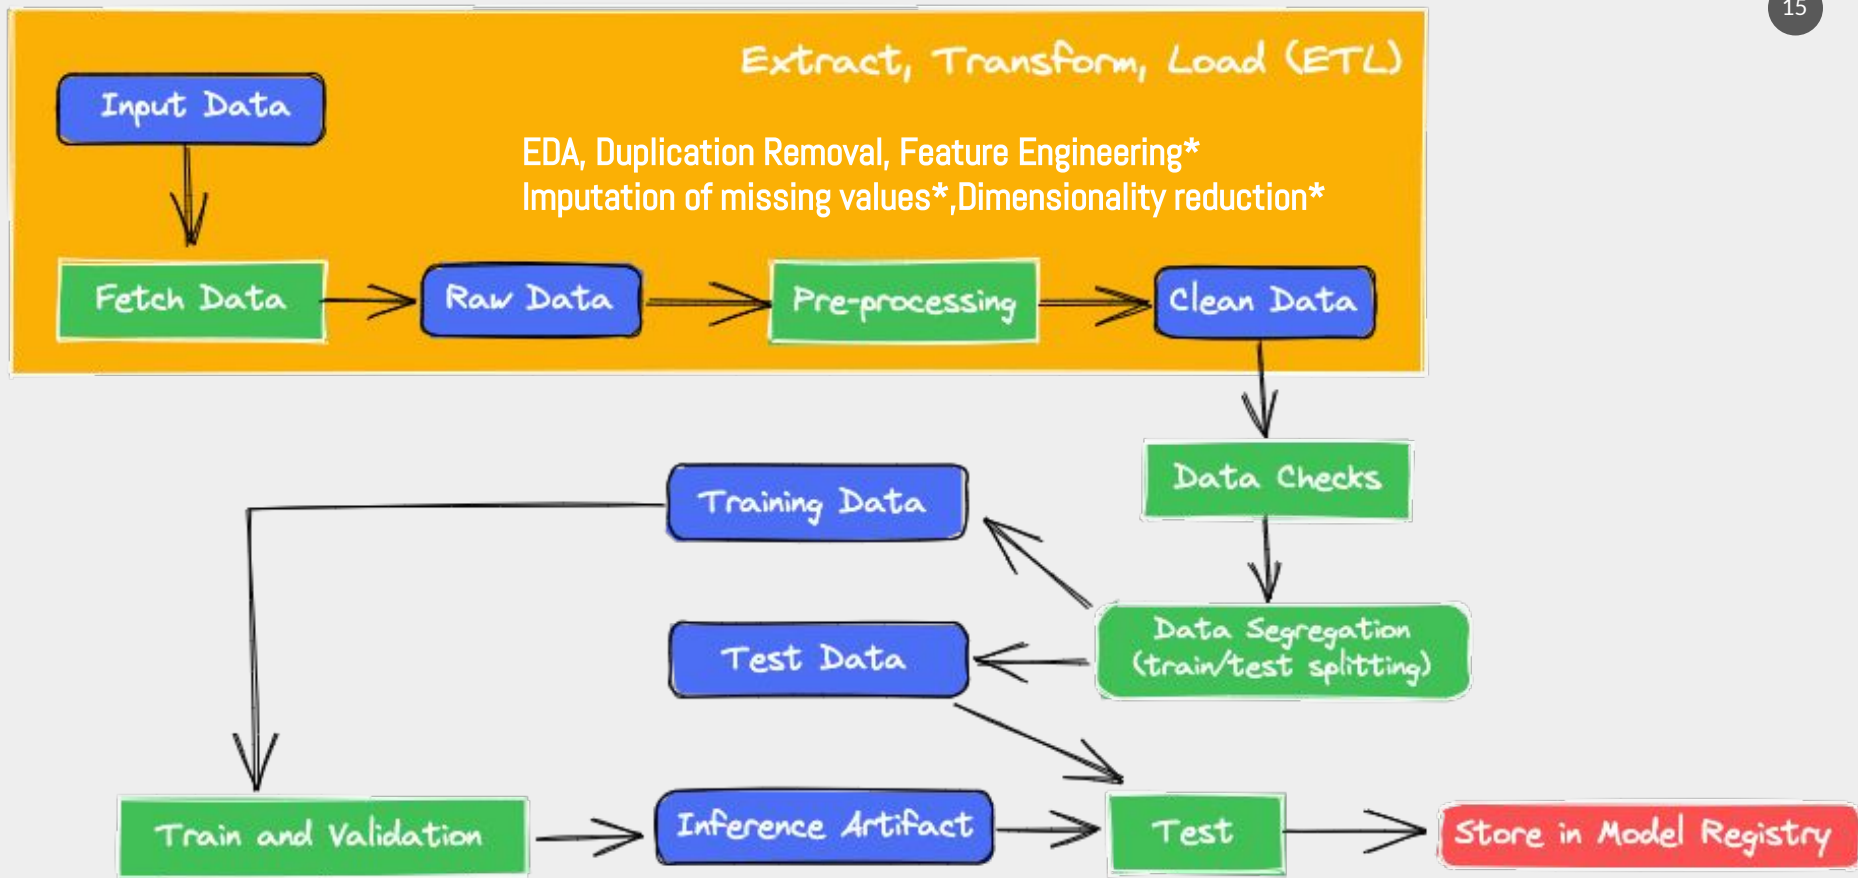 15
Extract, Transform, Load (ETL)
Input Data
EDA, Duplication Removal, Feature Engineering*
Imputation of missing values*,Dimensionality reduction*
Fetch Data
Raw Data
Pre-processing
Clean Data
Data Checks
Training Data
Data Segregation
(train/test splitting)
Test Data
Train and Validation
Inference Artifact
Test
Store in Model Registry